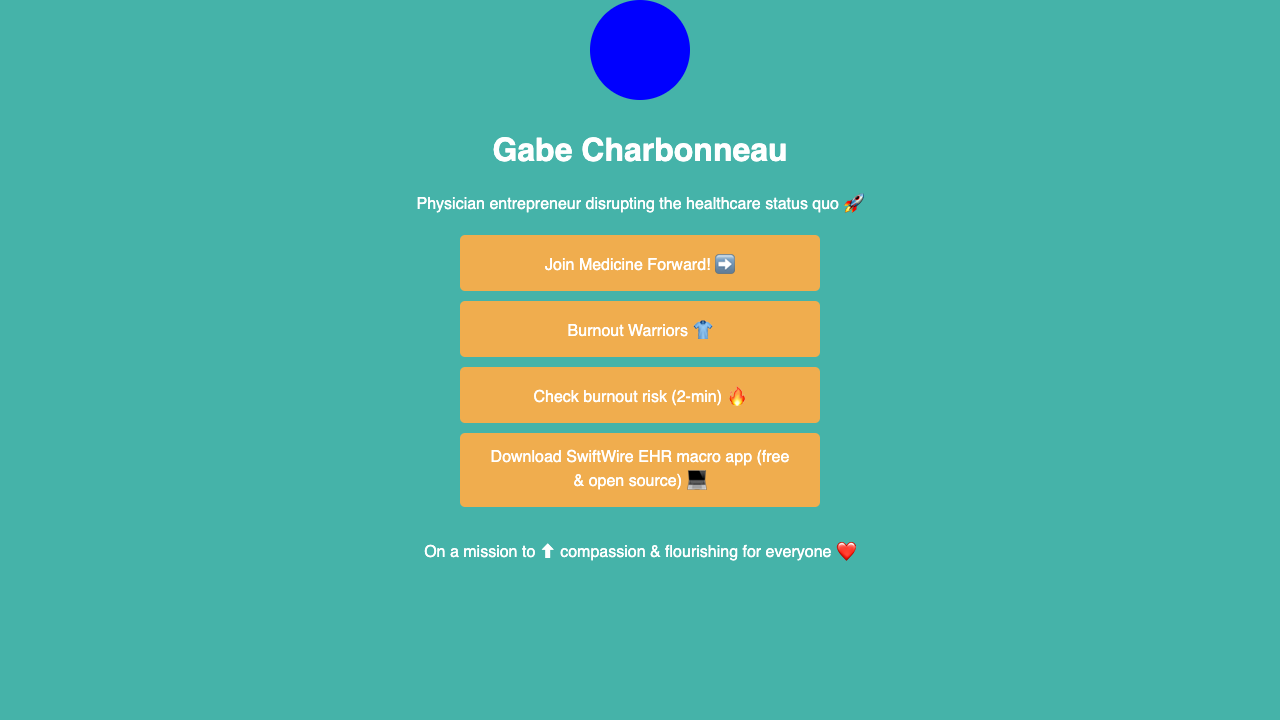 Gabe Charbonneau
Physician entrepreneur disrupting the healthcare status quo 🚀
Join Medicine Forward! ➡️
Burnout Warriors 👕
Check burnout risk (2-min) 🔥
Download SwiftWire EHR macro app (free
& open source) 💻
On a mission to ⬆ compassion & flourishing for everyone ❤️